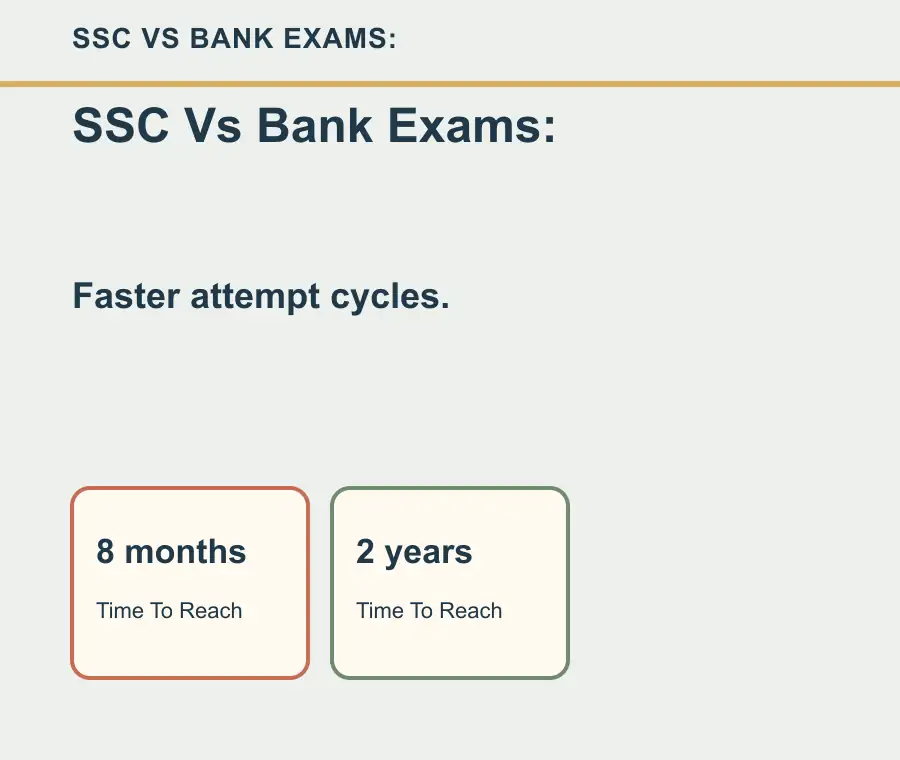 SSC VS BANK EXAMS:
SSC Vs Bank Exams:
Faster attempt cycles.
8 months
Time To Reach
2 years
Time To Reach